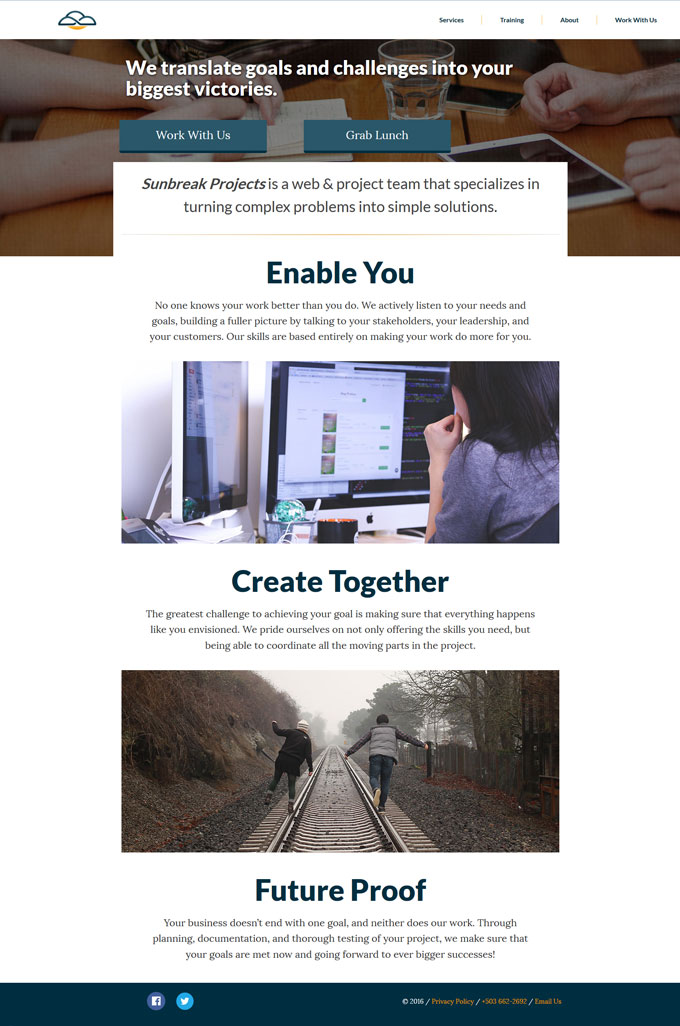 Services
Training
About
Work With Us
We translate goals and challenges into your
biggest victories.
Work With Us
Grab Lunch
Sunbreak Projects is a web & project team that specializes in
turning complex problems into simple solutions.
Enable You
No one knows your work better than you do. We actively listen to your needs and
goals, building a fuller picture by talking to your stakeholders, your leadership, and
your customers. Our skills are based entirely on making your work do more for you.
Create Together
The greatest challenge to achieving your goal is making sure that everything happens
like you envisioned. We pride ourselves on not only offering the skills you need, but
being able to coordinate all the moving parts in the project.
Future Proof
Your business doesn't end with one goal, and neither does our work. Through
planning, documentation, and thorough testing of your project, we make sure that
your goals are met now and going forward to ever bigger successes!
© 2016 / Privacy Policy / +503 662-2692 / Email Us